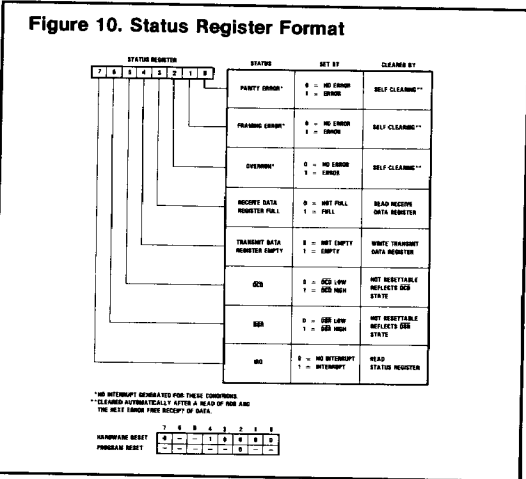 Figure 10. Status Register Format
STATUS REGISTER
7 6 5 4 3 2 1 0
STATUS SET BY CLEARED BY
PARITY ERROR* 0 = NO ERROR SELF CLEARING**
1 = ERROR
FRAMING ERROR* 0 = NO ERROR SELF-CLEARING**
1 = ERROR
OVERRUN* 0 = NO ERROR SELF-CLEARING**
1 = ERROR
RECEIVE DATA 0 = NOT FULL READ RECEIVE
REGISTER FULL 1 = FULL DATA REGISTER
TRANSMIT DATA 0 = NOT EMPTY WRITE TRANSMIT
REGISTER EMPTY 1 = EMPTY DATA REGISTER
DCD 0 = DCD LOW NOT RESETTABLE
1 = DCD HIGH REFLECTS DCD
STATE
DSR 0 = DSR LOW NOT RESETTABLE
1 = DSR HIGH REFLECTS DSR
STATE
IRQ 0 = NO INTERRUPT READ
1 = INTERRUPT STATUS REGISTER
*NO INTERRUPT GENERATED FOR THESE CONDITIONS.
**CLEARED AUTOMATICALLY AFTER A READ OF RDR AND
THE NEXT ERROR FREE RECEIPT OF DATA.
7 6 5 4 3 2 1 0
HARDWARE RESET 0 – – 1 0 0 0 0
PROGRAM RESET – – – – – 0 – –